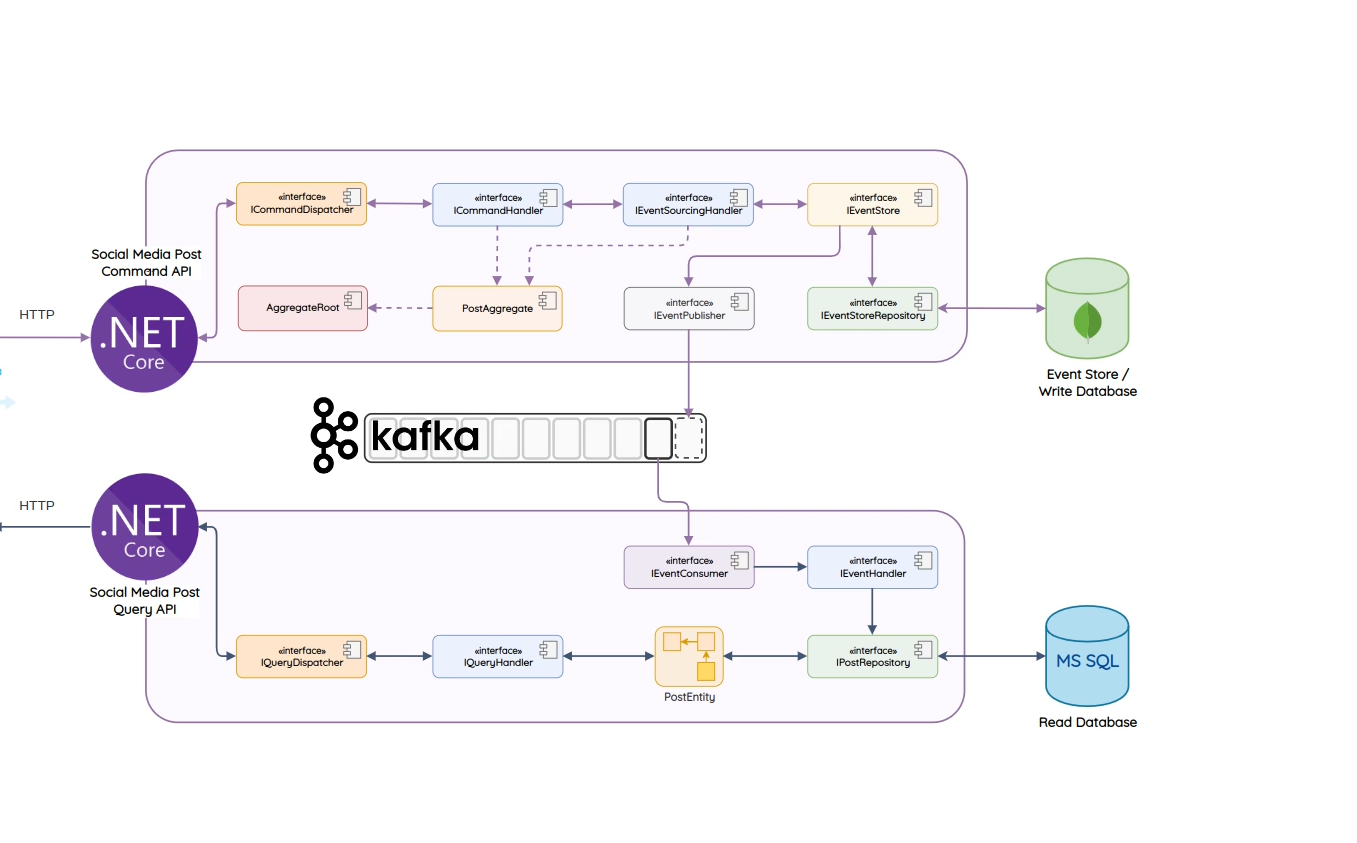 «interface»
ICommandDispatcher
«interface»
ICommandHandler
«interface»
IEventSourcingHandler
«interface»
IEventStore
Social Media Post
Command API
HTTP
.NET
Core
AggregateRoot
PostAggregate
«interface»
IEventPublisher
«interface»
IEventStoreRepository
Event Store /
Write Database
kafka
HTTP
.NET
Core
Social Media Post
Query API
«interface»
IEventConsumer
«interface»
IEventHandler
«interface»
IQueryDispatcher
«interface»
IQueryHandler
PostEntity
«interface»
IPostRepository
MS SQL
Read Database